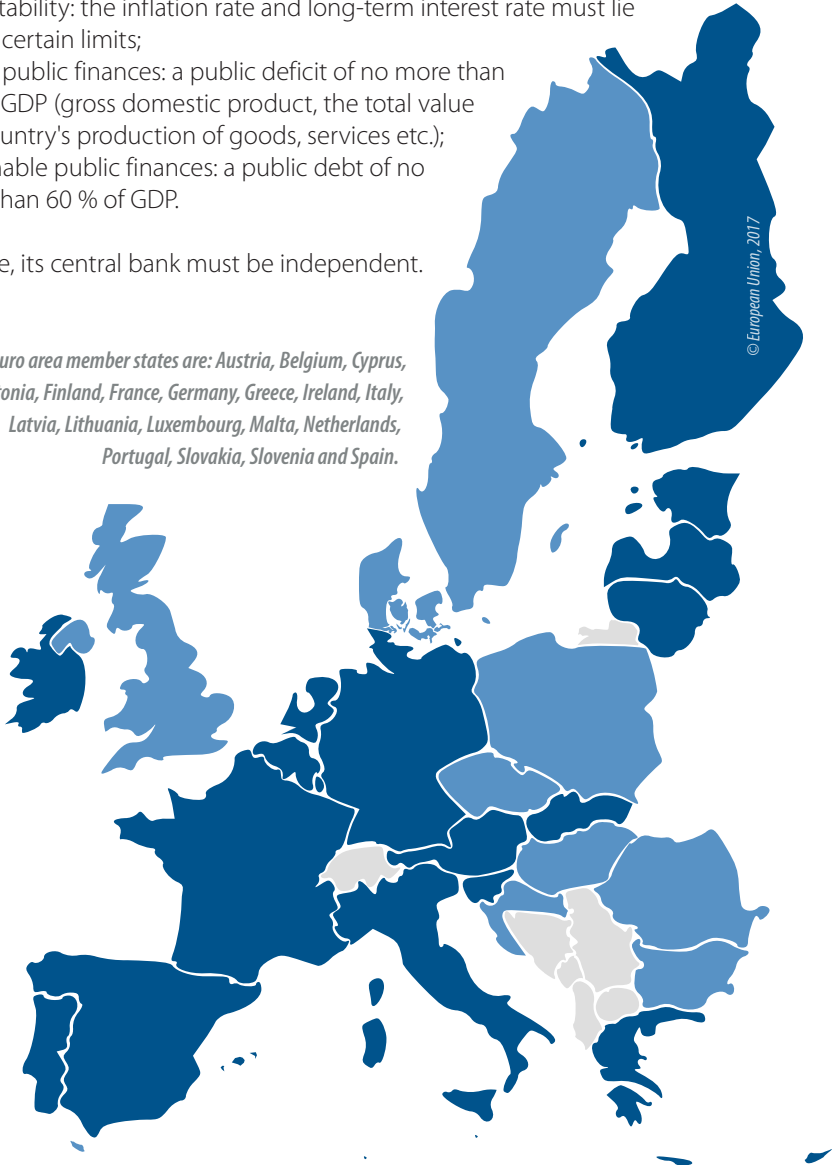 tability: the inflation rate and long-term interest rate must lie
certain limits;
public finances: a public deficit of no more than
GDP (gross domestic product, the total value
untry's production of goods, services etc.);
nable public finances: a public debt of no
han 60 % of GDP.
e, its central bank must be independent.
uro area member states are: Austria, Belgium, Cyprus,
tonia, Finland, France, Germany, Greece, Ireland, Italy,
Latvia, Lithuania, Luxembourg, Malta, Netherlands,
Portugal, Slovakia, Slovenia and Spain.
© European Union, 2017